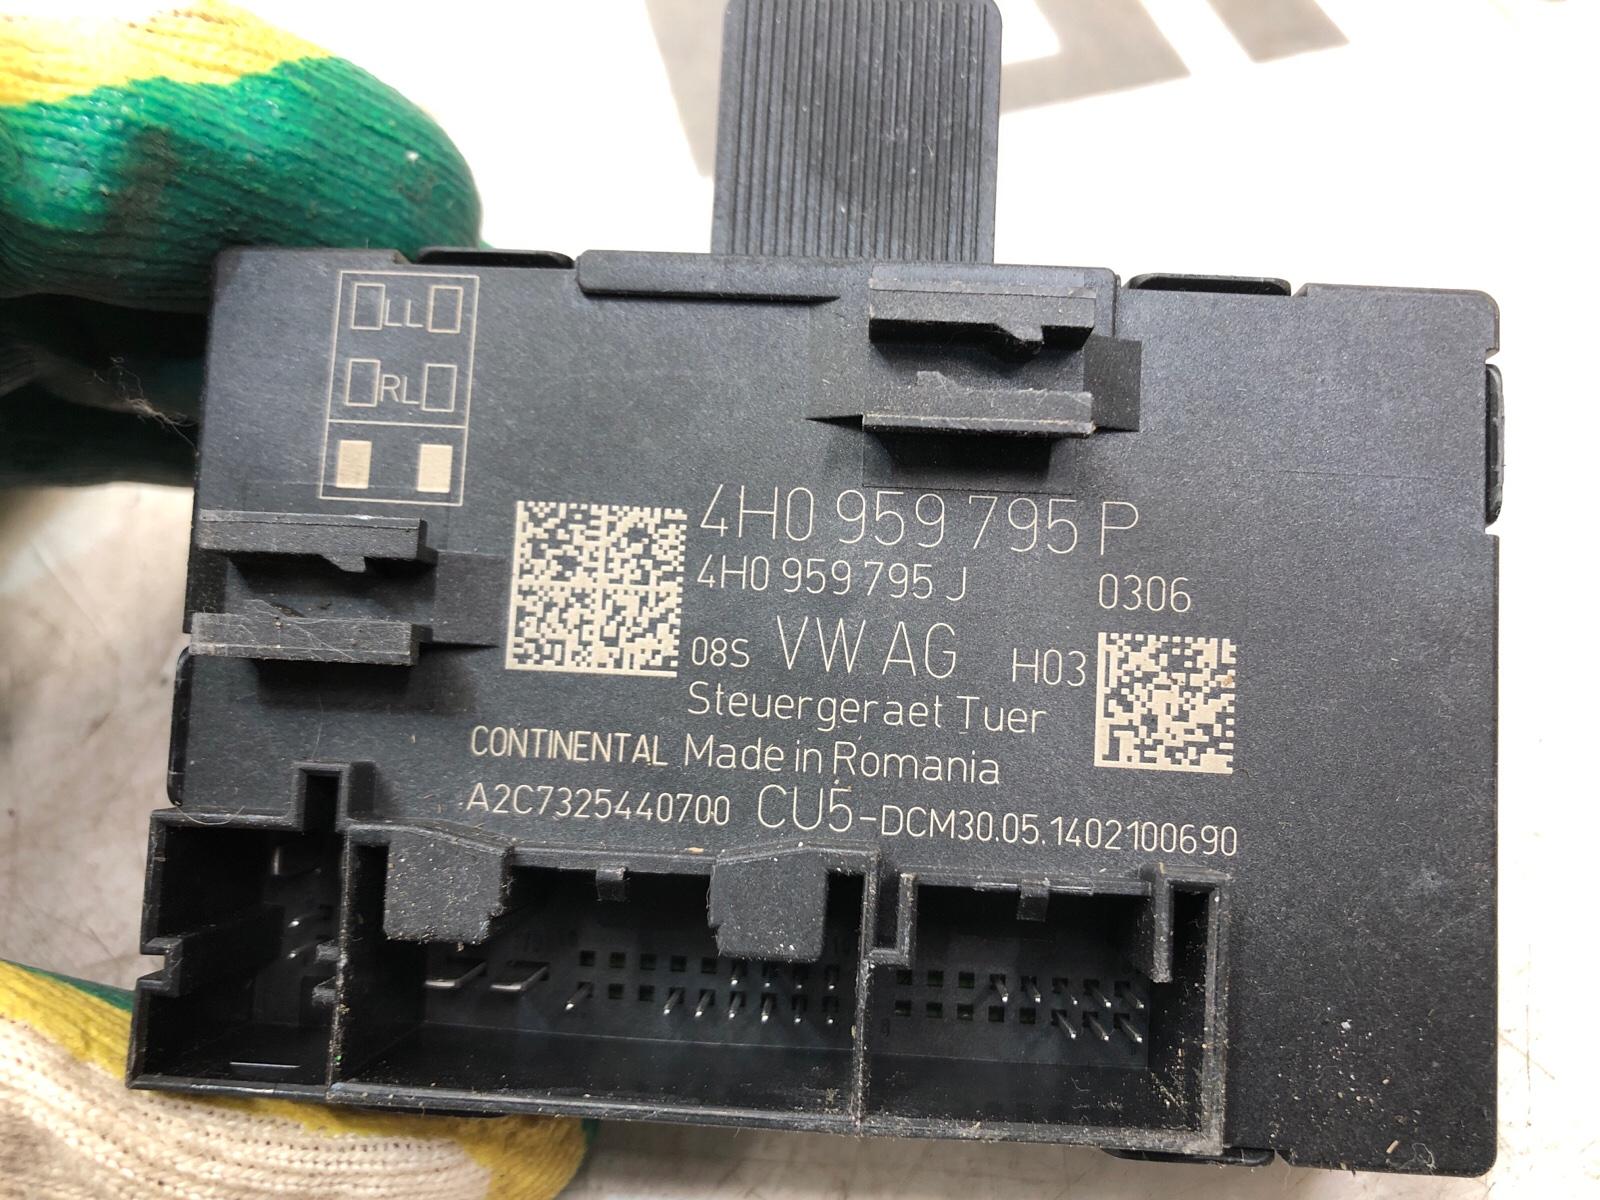 LL
RL
4H0 959 795 P
4H0 959 795 J 0306
08S VW AG H03
Steuergeraet Tuer
CONTINENTAL Made in Romania
A2C7325440700 CU5-DCM30.05.1402100690